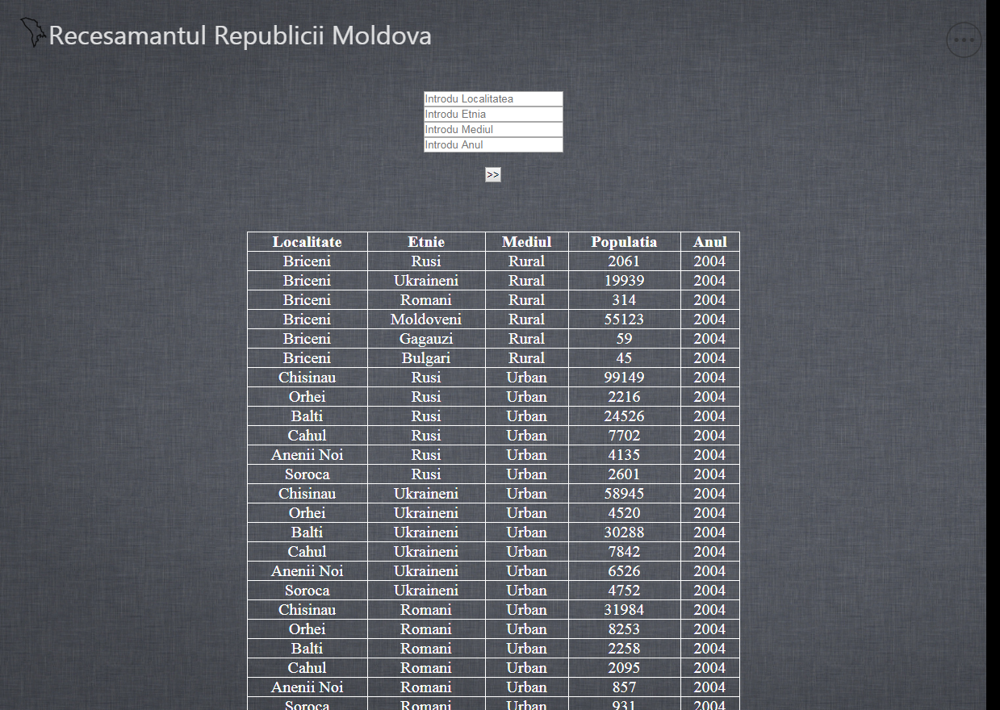 Recesamantul Republicii Moldova
Introdu Localitatea
Introdu Etnia
Introdu Mediul
Introdu Anul
>>
Localitate Etnie Mediul Populatia Anul
Briceni Rusi Rural 2061 2004
Briceni Ukraineni Rural 19939 2004
Briceni Romani Rural 314 2004
Briceni Moldoveni Rural 55123 2004
Briceni Gagauzi Rural 59 2004
Briceni Bulgari Rural 45 2004
Chisinau Rusi Urban 99149 2004
Orhei Rusi Urban 2216 2004
Balti Rusi Urban 24526 2004
Cahul Rusi Urban 7702 2004
Anenii Noi Rusi Urban 4135 2004
Soroca Rusi Urban 2601 2004
Chisinau Ukraineni Urban 58945 2004
Orhei Ukraineni Urban 4520 2004
Balti Ukraineni Urban 30288 2004
Cahul Ukraineni Urban 7842 2004
Anenii Noi Ukraineni Urban 6526 2004
Soroca Ukraineni Urban 4752 2004
Chisinau Romani Urban 31984 2004
Orhei Romani Urban 8253 2004
Balti Romani Urban 2258 2004
Cahul Romani Urban 2095 2004
Anenii Noi Romani Urban 857 2004
Soroca Romani Urban 931 2004